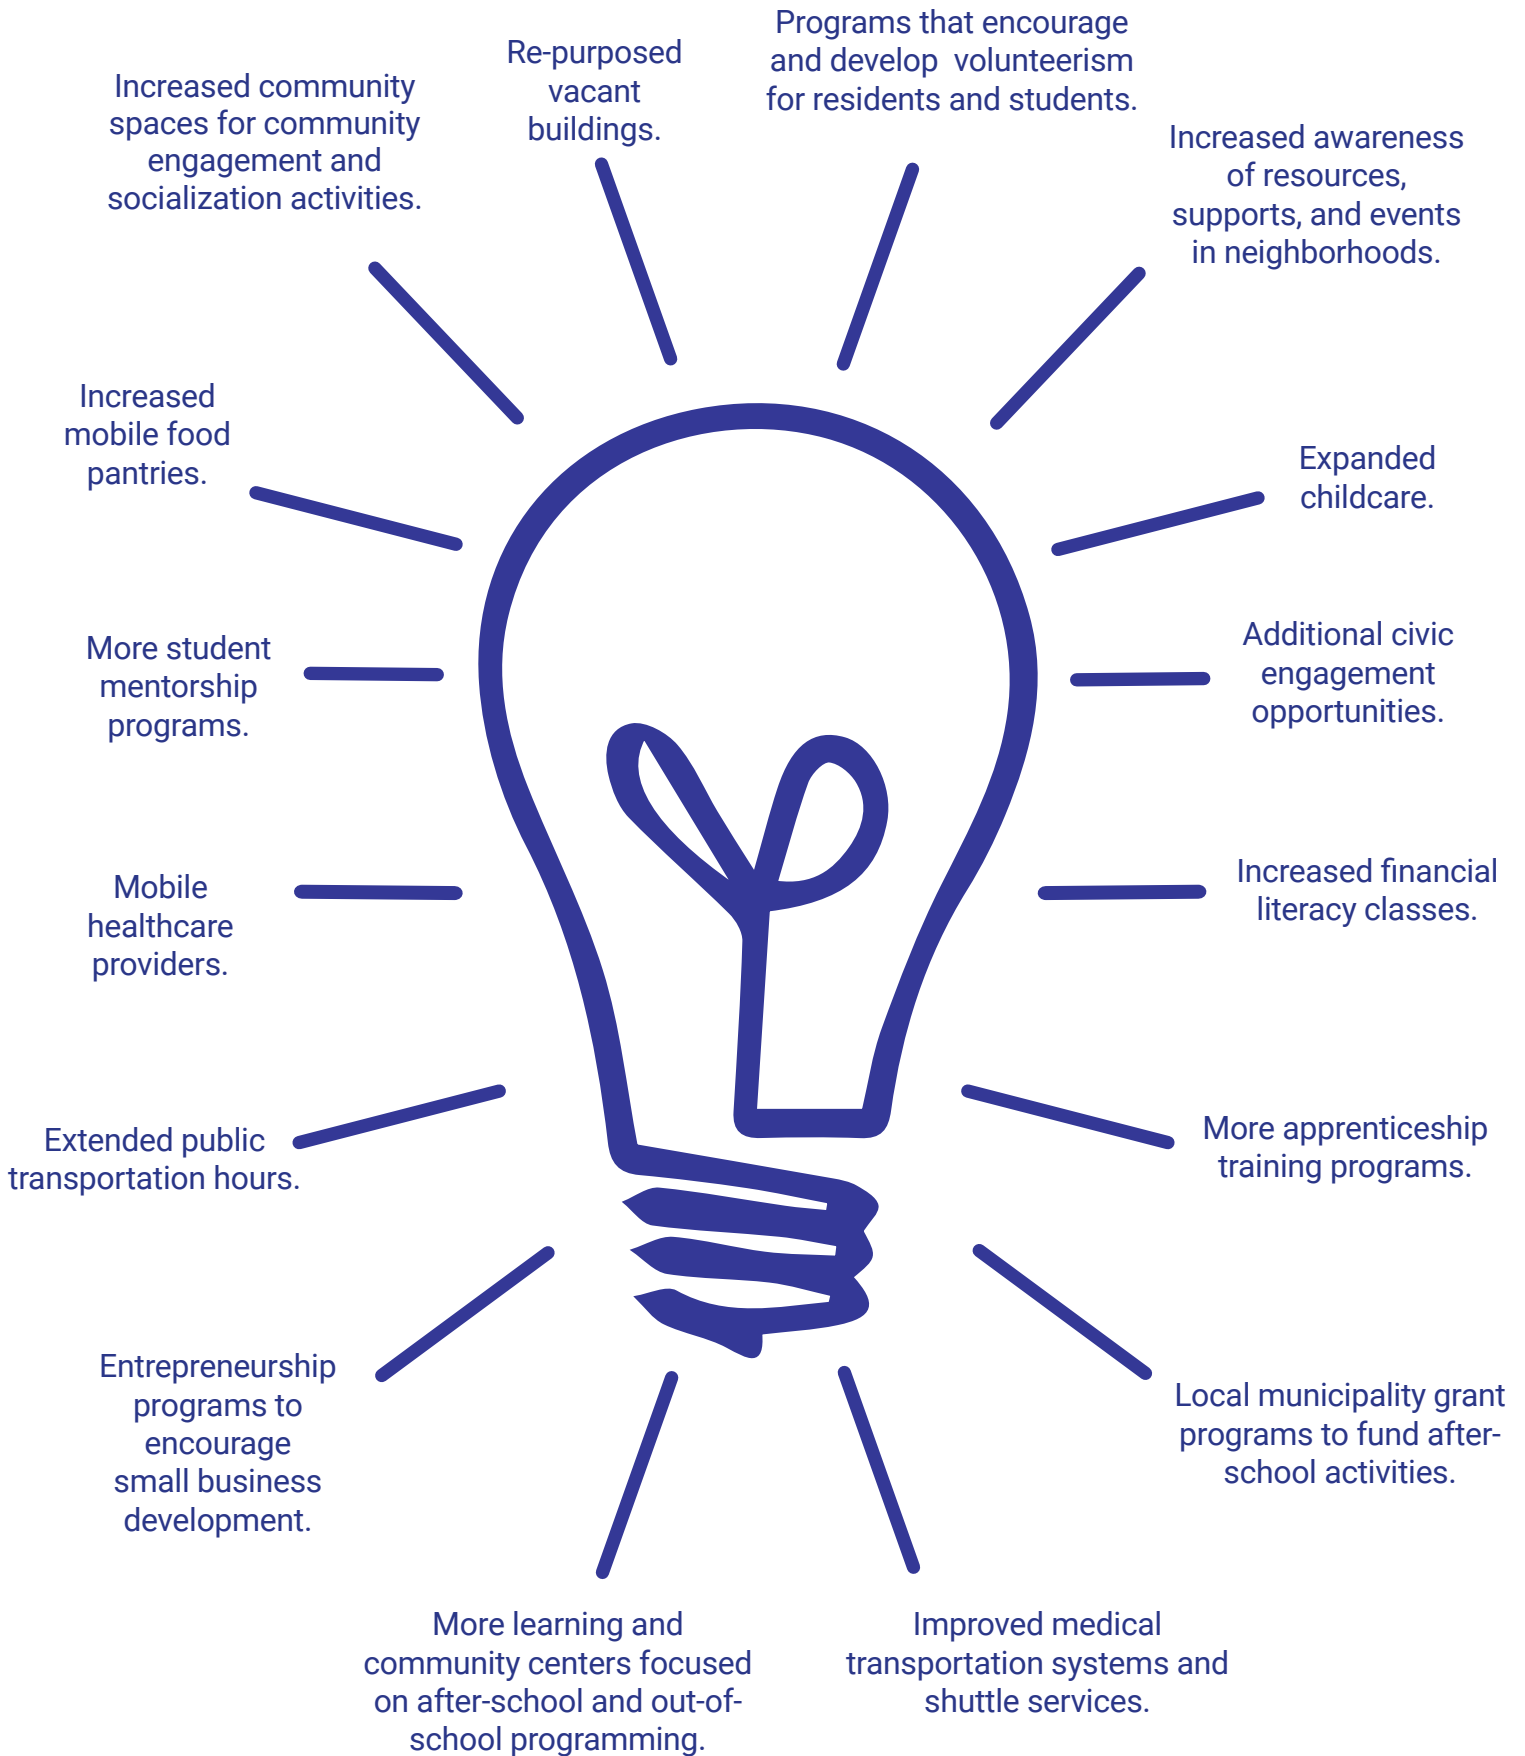 Programs that encourage
and develop  volunteerism
for residents and students.
Re-purposed
vacant
buildings.
Increased community
spaces for community
engagement and
socialization activities.
Increased awareness
of resources,
supports, and events
in neighborhoods.
Increased
mobile food
pantries.
Expanded
childcare.
More student
mentorship
programs.
Additional civic
engagement
opportunities.
Mobile
healthcare
providers.
Increased financial
literacy classes.
Extended public
transportation hours.
More apprenticeship
training programs.
Entrepreneurship
programs to
encourage
small business
development.
Local municipality grant
programs to fund after-
school activities.
More learning and
community centers focused
on after-school and out-of-
school programming.
Improved medical
transportation systems and
shuttle services.